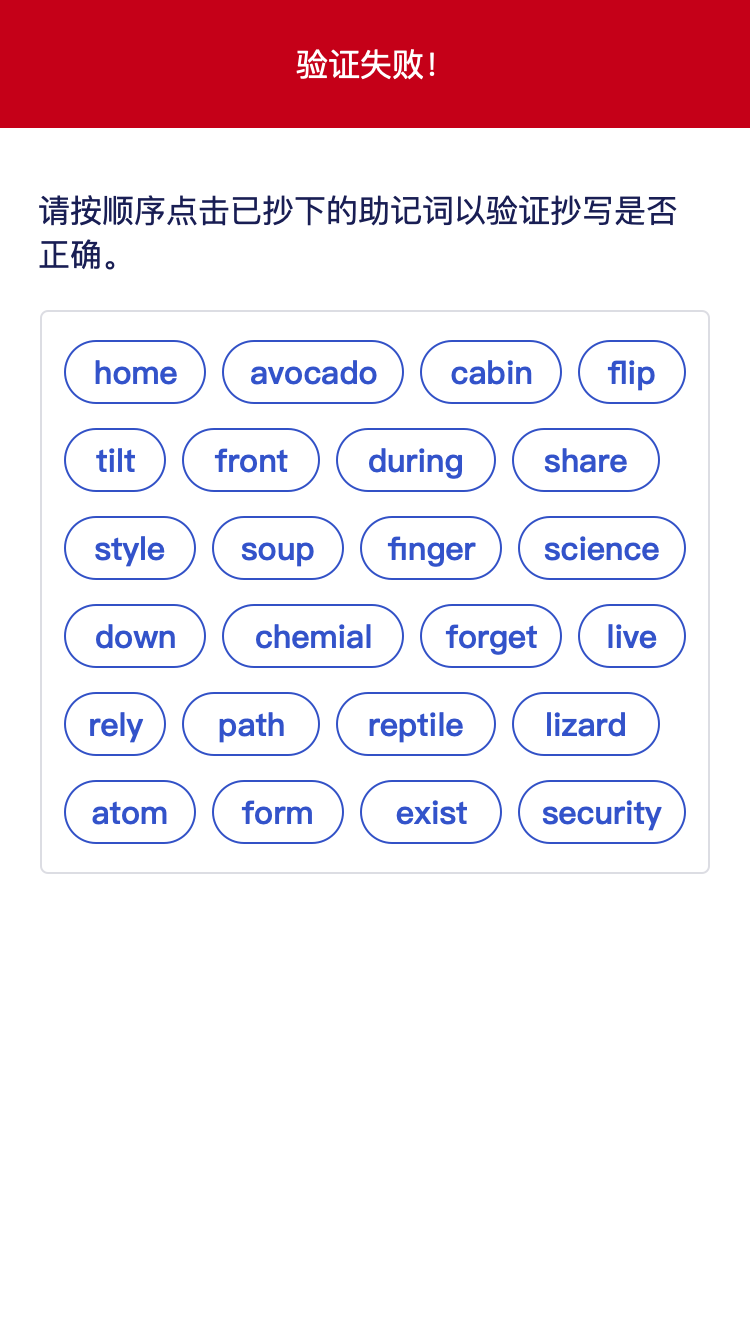 验证失败!
请按顺序点击已抄下的助记词以验证抄写是否
正确。
home avocado cabin flip
tilt front during share
style soup finger science
down chemial forget live
rely path reptile lizard
atom form exist security